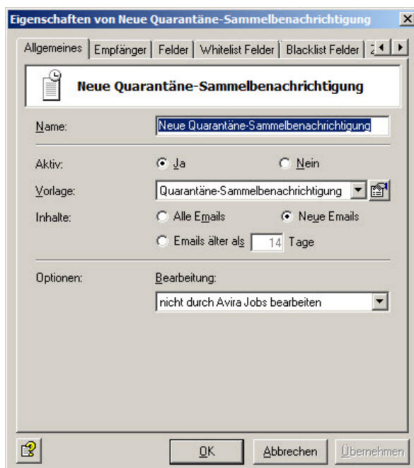 Eigenschaften von Neue Quarantäne-Sammelbenachrichtigung
Allgemeines Empfänger Felder Whitelist Felder Blacklist Felder
Neue Quarantäne-Sammelbenachrichtigung
Name: Neue Quarantäne-Sammelbenachrichtigung
Aktiv: Ja Nein
Vorlage: Quarantäne-Sammelbenachrichtigung
Inhalte: Alle Emails Neue Emails
Emails älter als 14 Tage
Optionen: Bearbeitung:
nicht durch Avira Jobs bearbeiten
OK Abbrechen Übernehmen